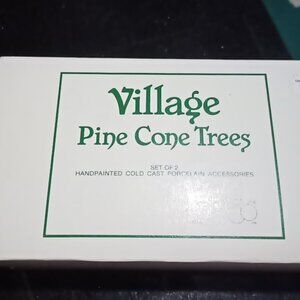 Village
Pine Cone Trees
SET OF 2
HANDPAINTED COLD CAST PORCELAIN ACCESSORIES